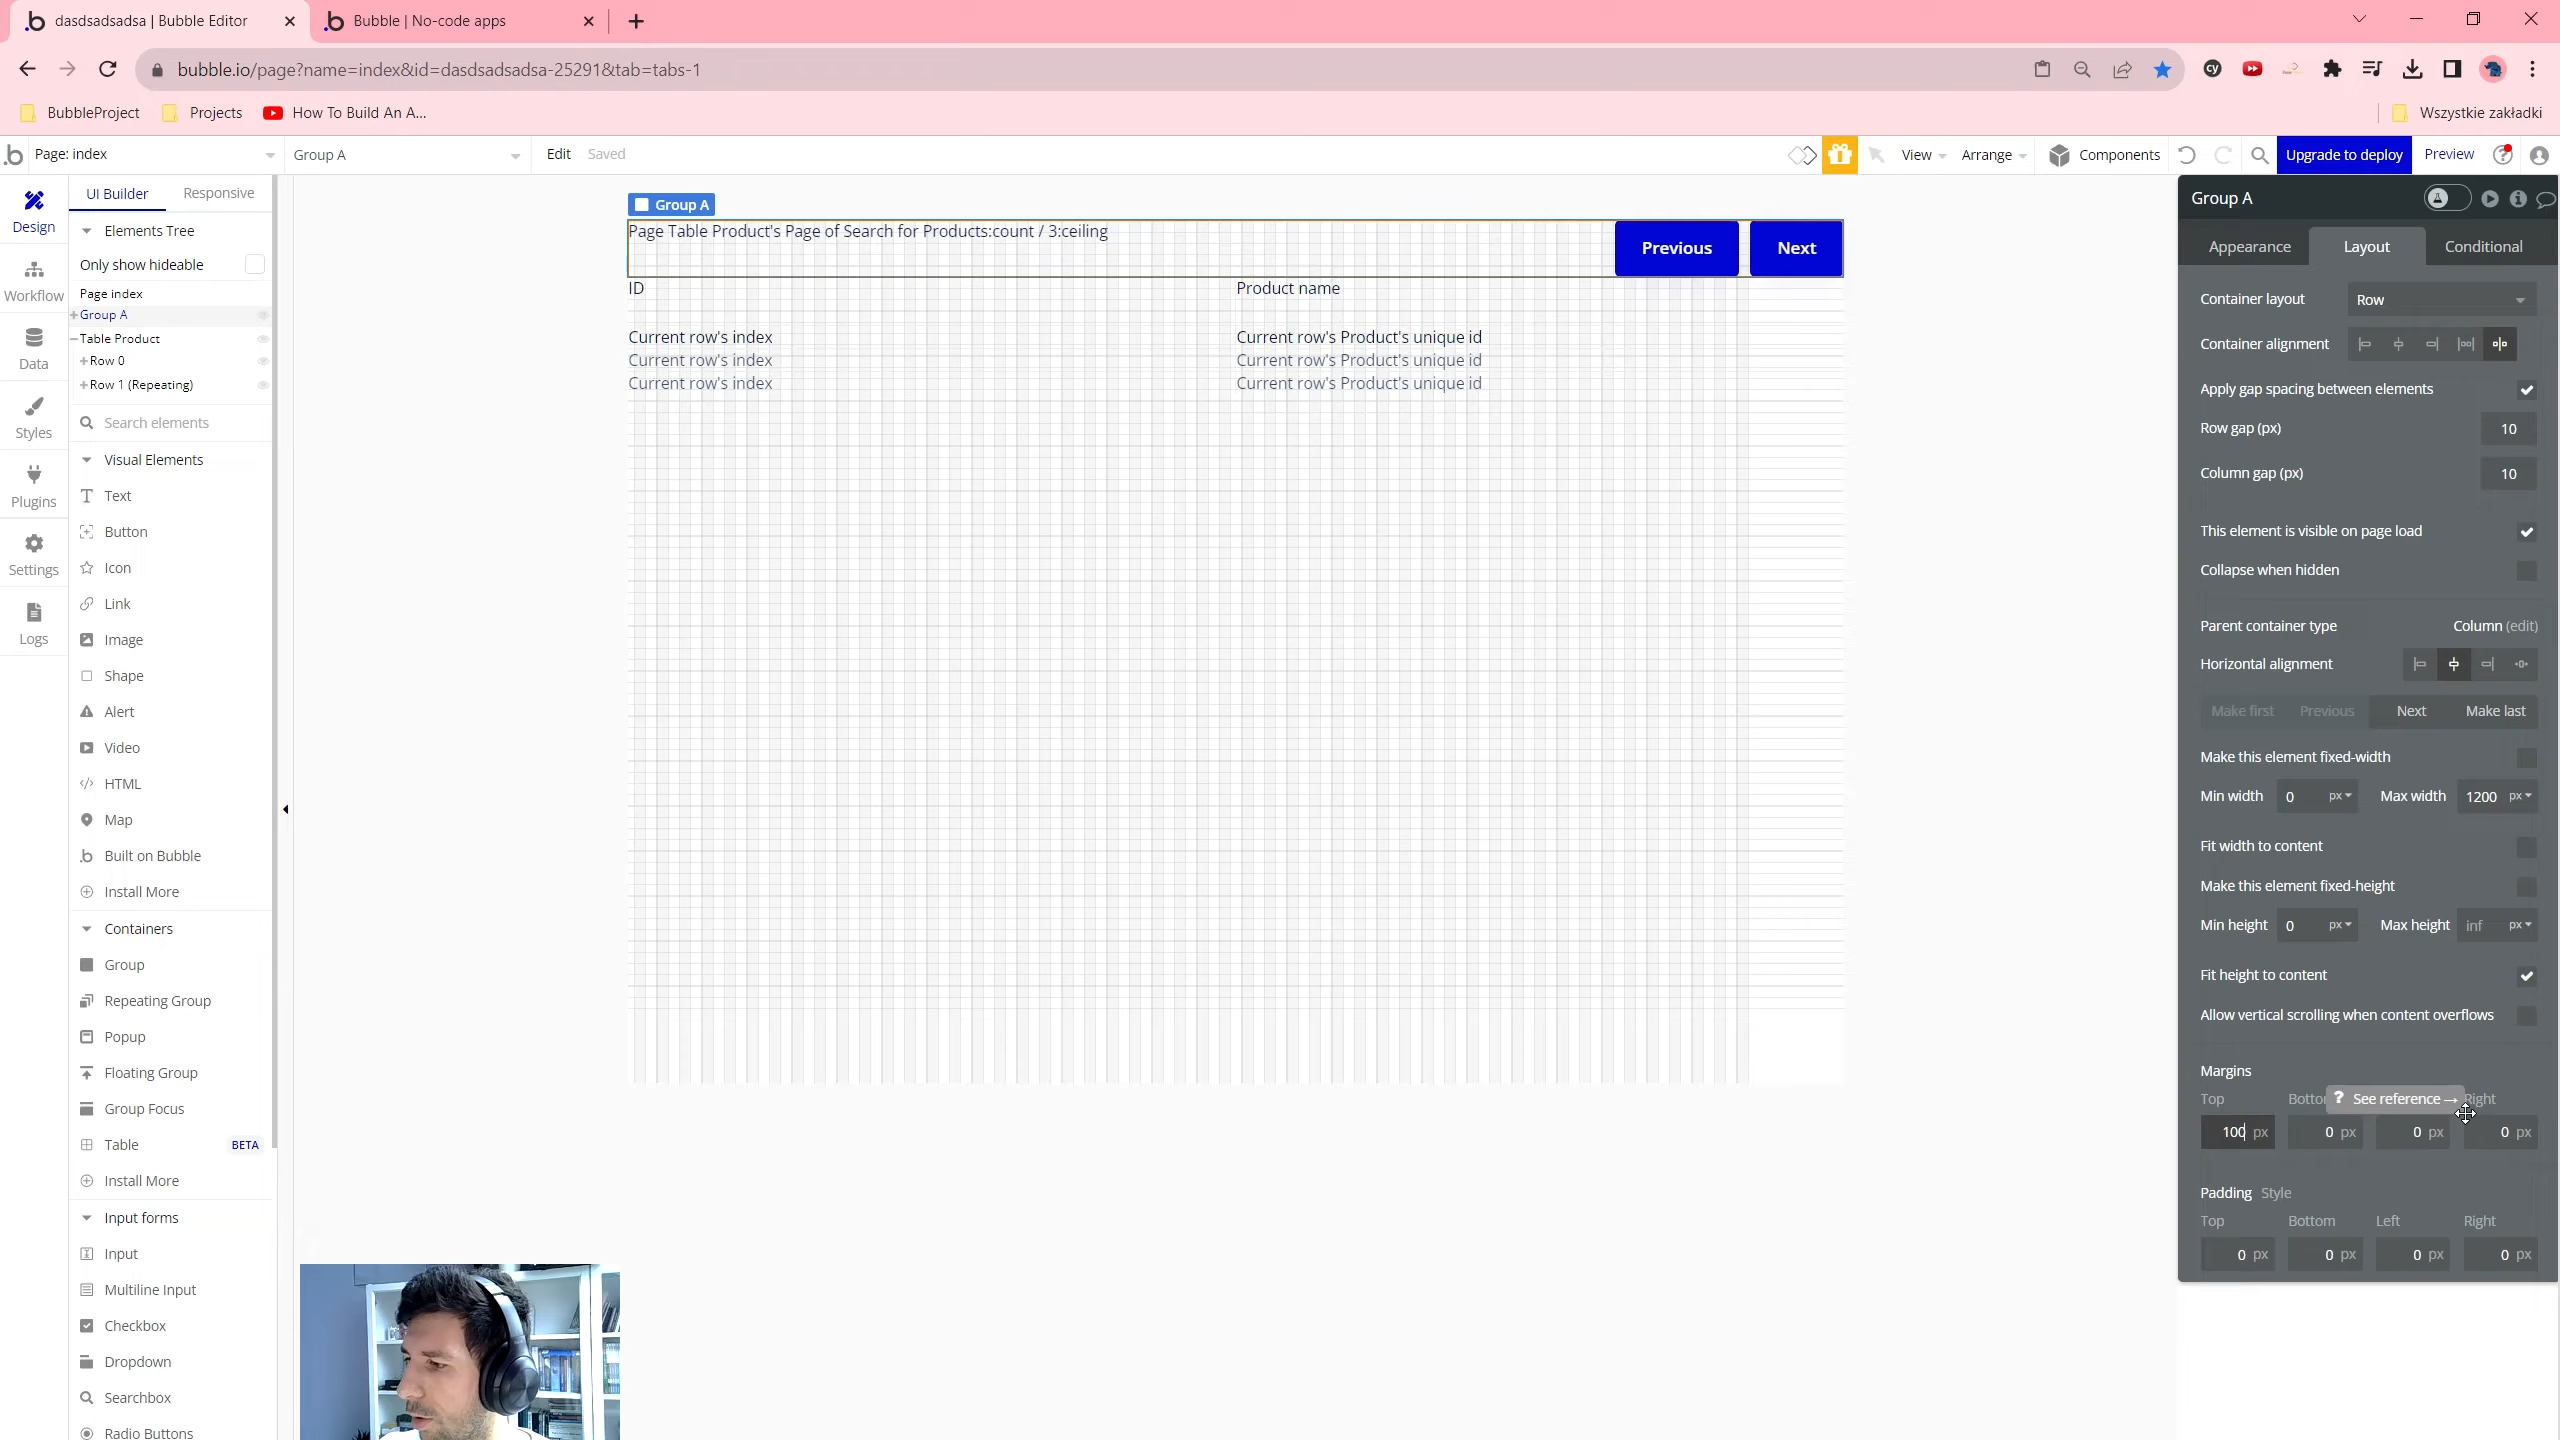 dasdsadsadsa | Bubble Editor
Bubble | No-code apps
bubble.io/page?name=index&id=dasdsadsadsa-25291&tab=tabs-1
BubbleProject
Projects
How To Build An A...
Wszystkie zakładki
Page: index
Group A
Edit
Saved
View
Arrange
Components
Upgrade to deploy
Preview
Design
Workflow
Data
Styles
Plugins
Settings
Logs
UI Builder
Responsive
Elements Tree
Only show hideable
Page index
Group A
Table Product
Row 0
Row 1 (Repeating)
Search elements
Visual Elements
Text
Button
Icon
Link
Image
Shape
Alert
Video
HTML
Map
Built on Bubble
Install More
Containers
Group
Repeating Group
Popup
Floating Group
Group Focus
Table BETA
Install More
Input forms
Input
Multiline Input
Checkbox
Dropdown
Searchbox
Radio Buttons
Group A
Page Table Product's Page of Search for Products:count / 3:ceiling
Previous
Next
ID
Product name
Current row's index
Current row's Product's unique id
Current row's index
Current row's Product's unique id
Current row's index
Current row's Product's unique id
Group A
Appearance
Layout
Conditional
Container layout
Row
Container alignment
Apply gap spacing between elements
Row gap (px)
10
Column gap (px)
10
This element is visible on page load
Collapse when hidden
Parent container type
Column (edit)
Horizontal alignment
Make first
Previous
Next
Make last
Make this element fixed-width
Min width
0 px
Max width
1200 px
Fit width to content
Make this element fixed-height
Min height
0 px
Max height
inf px
Fit height to content
Allow vertical scrolling when content overflows
Margins
Top
? See reference →
Right
100 px
0 px
0 px
0 px
Padding Style
Top
Bottom
Left
Right
0 px
0 px
0 px
0 px